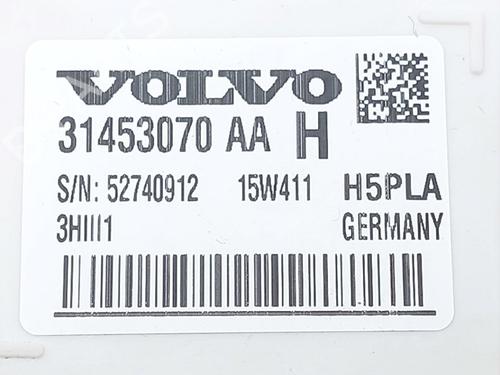 VOLVO
31453070 AA H
S/N: 52740912 15W411 H5PLA
3HIII1 GERMANY